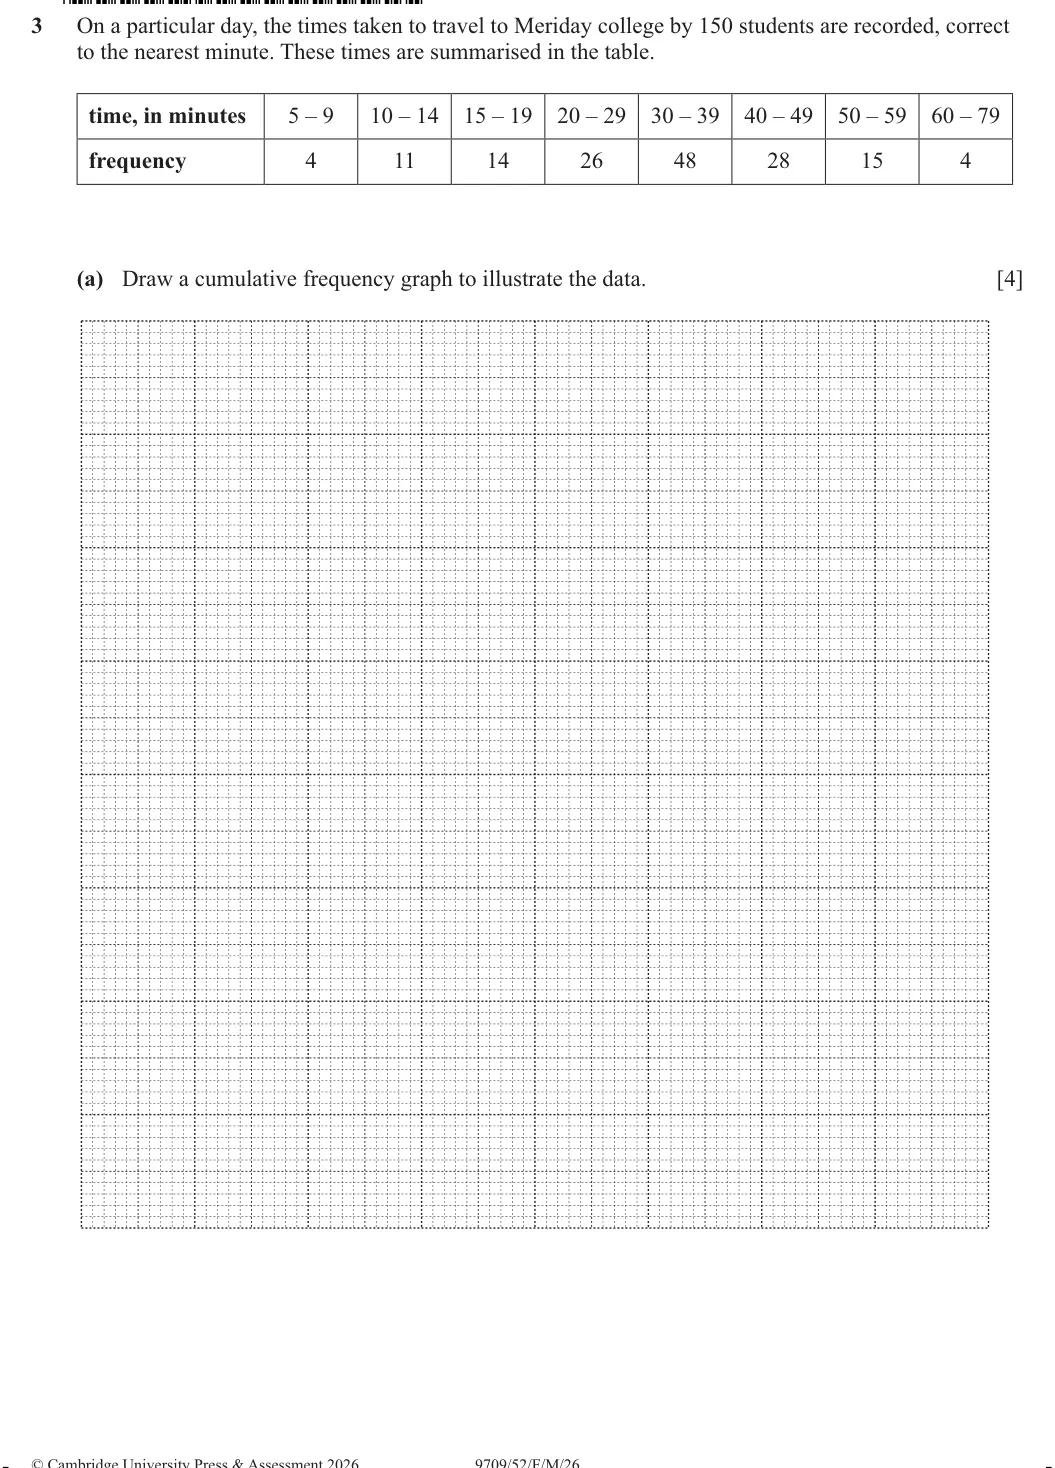 3 On a particular day, the times taken to travel to Meriday college by 150 students are recorded, correct
to the nearest minute. These times are summarised in the table.
time, in minutes 5 – 9 10 – 14 15 – 19 20 – 29 30 – 39 40 – 49 50 – 59 60 – 79
frequency 4 11 14 26 48 28 15 4
(a) Draw a cumulative frequency graph to illustrate the data. [4]
© Cambridge University Press & Assessment 2026 9709/52/F/M/26